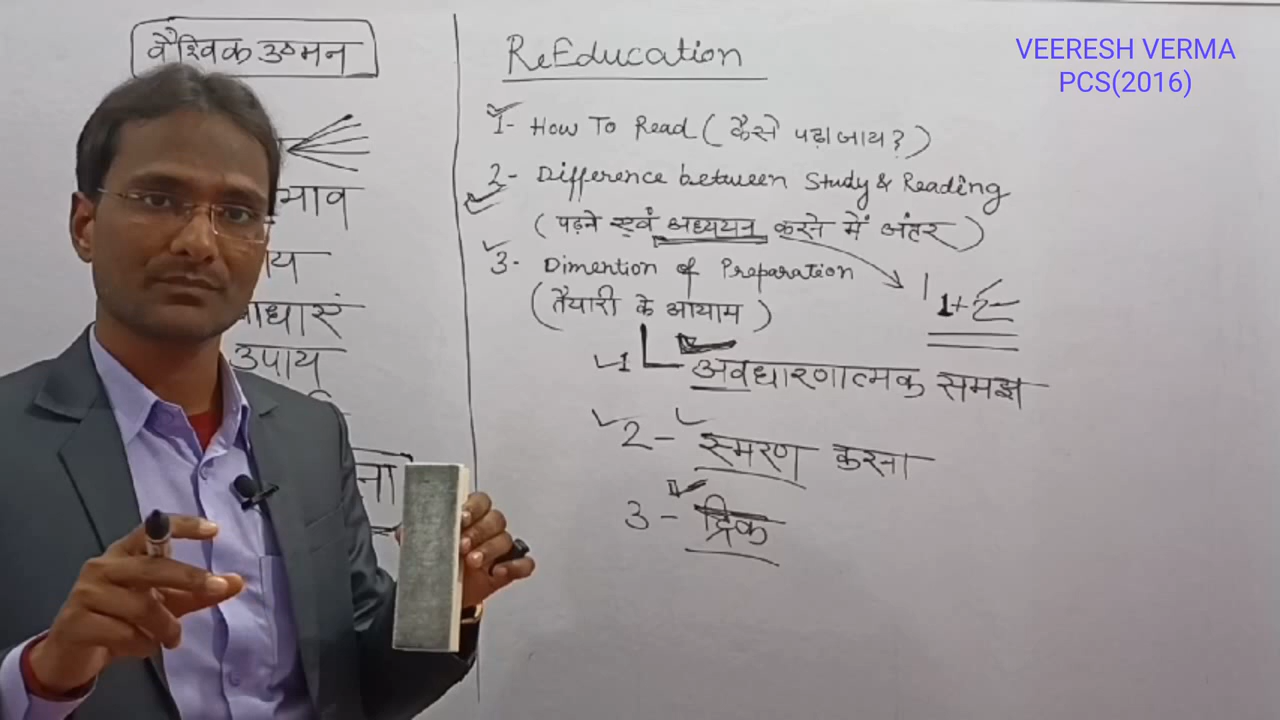 वैश्विक उष्मन
भाव
उपाय
ReEducation
1- How To Read ( कैसे पढ़ा जाय ? )
2- Difference between Study & Reading
( पढ़ने एवं अध्ययन करने में अंतर )
3- Dimention of Preparation
( तैयारी के आयाम )
1+2-
1 अवधारणात्मक समझ
2- स्मरण करना
3- ट्रिक
VEERESH VERMA
PCS(2016)